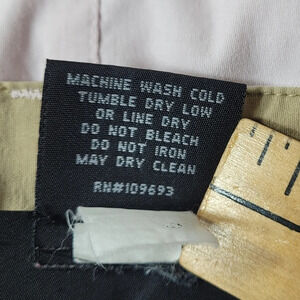 MACHINE WASH COLD
TUMBLE DRY LOW
OR LINE DRY
DO NOT BLEACH
DO NOT IRON
MAY DRY CLEAN
RN#109693